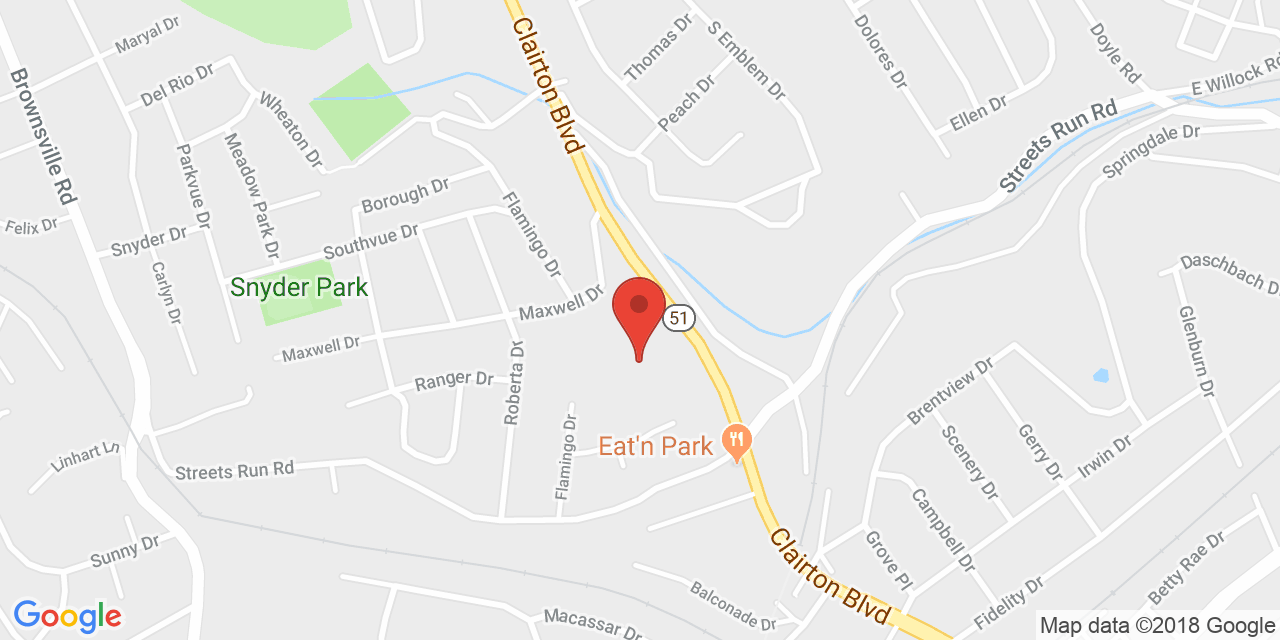 Maryal Dr
Clairton Blvd
Thomas Dr
S Emblem Dr
Dolores Dr
Doyle Rd
Brownsville Rd
Del Rio Dr
Wheaton Dr
Peach Dr
Ellen Dr
E Willock Rd
Streets Run Rd
Springdale Dr
Parkvue Dr
Meadow Park Dr
Borough Dr
Flamingo Dr
Felix Dr
Snyder Dr
Southvue Dr
Carlyn Dr
Snyder Park
Daschbach D
Maxwell Dr
51
Glenburn Dr
Maxwell Dr
Roberta Dr
Ranger Dr
Brentview Dr
Flamingo Dr
Eat'n Park
Scenery Dr
Gerry Dr
Irwin Dr
Linhart Ln
Streets Run Rd
Campbell Dr
Sunny Dr
Grove Pl
Clairton Blvd
Betty Rae Dr
Balconade Dr
Fidelity Dr
Macassar Dr
Google
Map data ©2018 Google